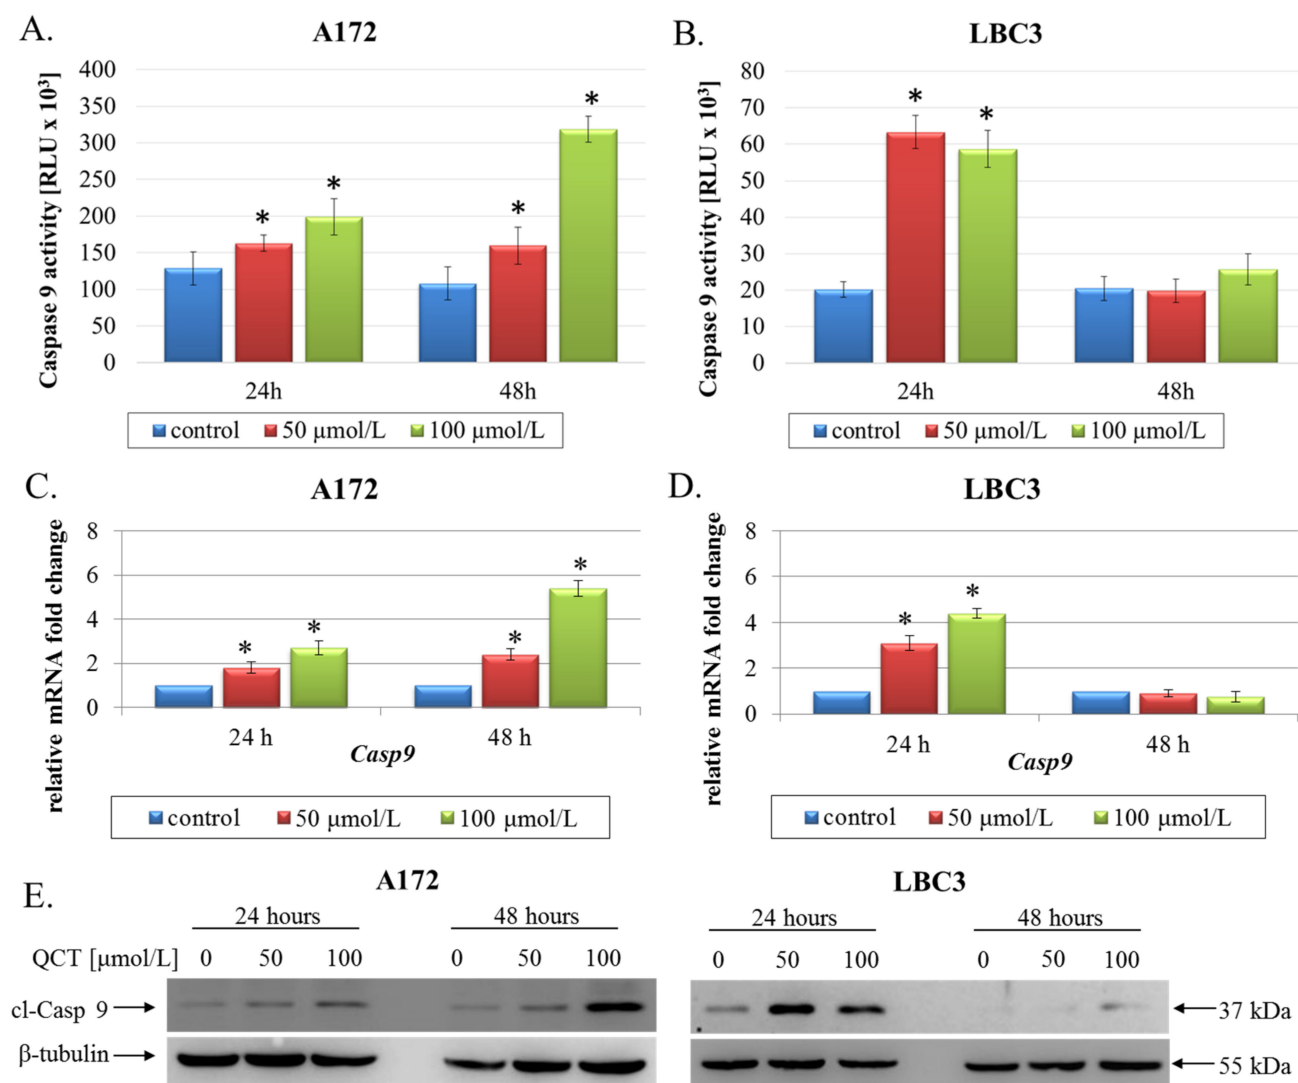 A. A172
B. LBC3
Caspase 9 activity [RLU x 10³]
400
350
300
250
200
150
100
50
0
* * * *
24h 48h
control 50 µmol/L 100 µmol/L
Caspase 9 activity [RLU x 10³]
80
70
60
50
40
30
20
10
0
* *
24h 48h
control 50 µmol/L 100 µmol/L
C. A172
D. LBC3
relative mRNA fold change
8
6
4
2
0
* * * *
24 h 48 h
Casp9
control 50 µmol/L 100 µmol/L
relative mRNA fold change
8
6
4
2
0
* *
24 h 48 h
Casp9
control 50 µmol/L 100 µmol/L
E. A172 LBC3
24 hours 48 hours 24 hours 48 hours
QCT [µmol/L] 0 50 100 0 50 100 0 50 100 0 50 100
cl-Casp 9 37 kDa
β-tubulin 55 kDa